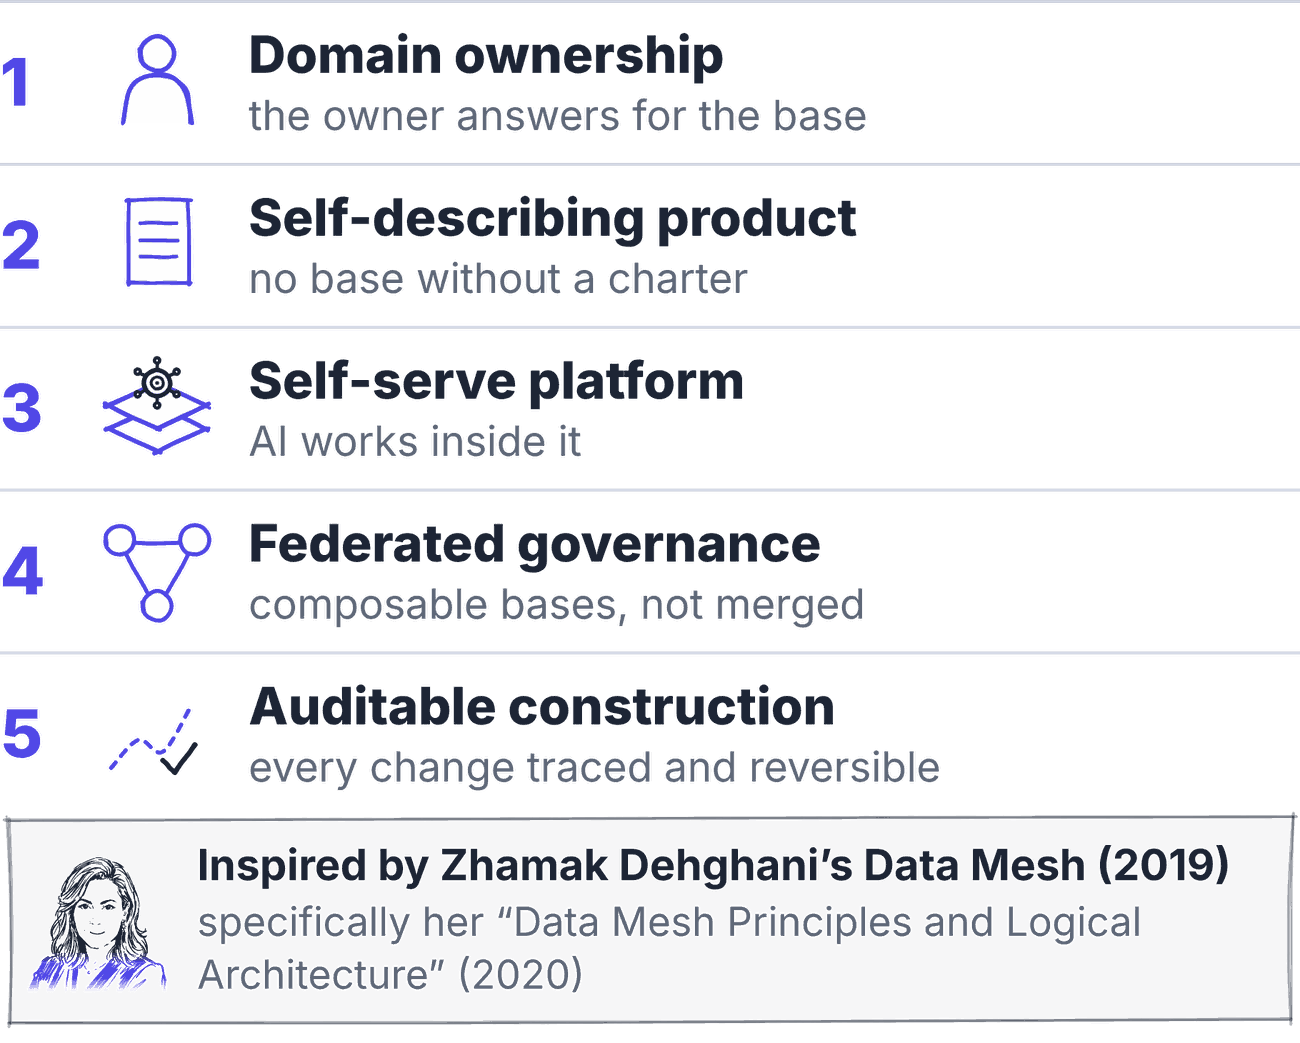 1
Domain ownership
the owner answers for the base
2
Self-describing product
no base without a charter
3
Self-serve platform
AI works inside it
4
Federated governance
composable bases, not merged
5
Auditable construction
every change traced and reversible
Inspired by Zhamak Dehghani’s Data Mesh (2019)
specifically her “Data Mesh Principles and Logical
Architecture” (2020)